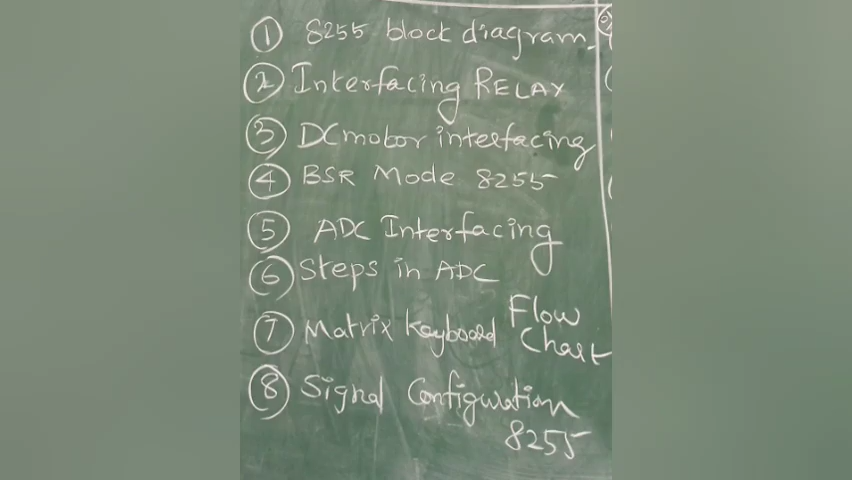 ① 8255 block diagram.
② Interfacing RELAY
③ DC motor interfacing
④ BSR Mode 8255
⑤ ADC Interfacing
⑥ Steps in ADC
⑦ Matrix keyboard Flow Chart
⑧ Signal Configuration
8255